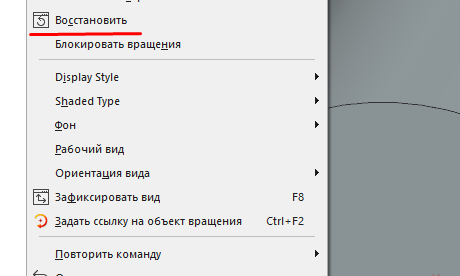 Восстановить
Блокировать вращения
Display Style
Shaded Type
Фон
Рабочий вид
Ориентация вида
Зафиксировать вид F8
Задать ссылку на объект вращения Ctrl+F2
Повторить команду